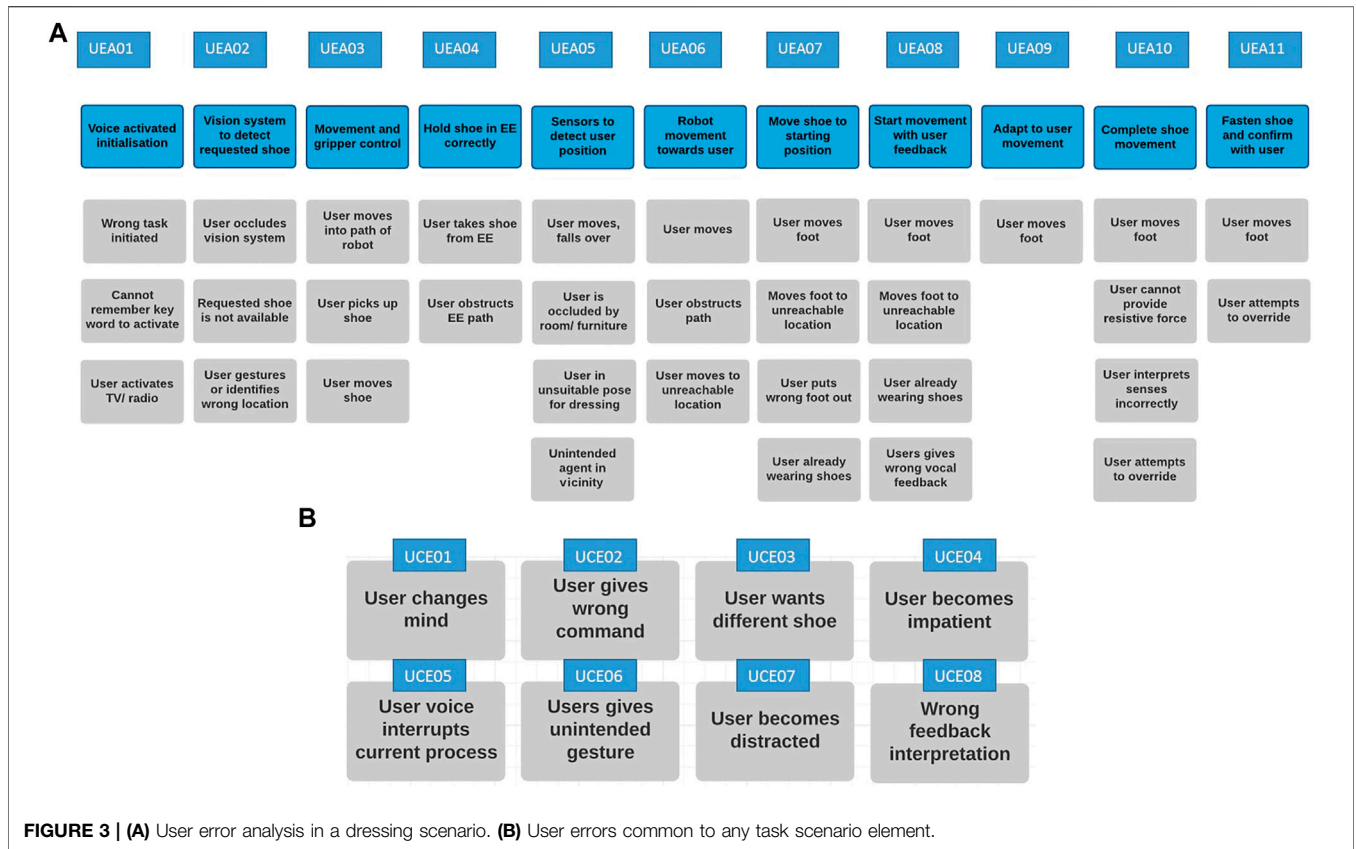 A
UEA01 UEA02 UEA03 UEA04 UEA05 UEA06 UEA07 UEA08 UEA09 UEA10 UEA11
Voice activated
initialisation
Vision system
to detect
requested shoe
Movement and
gripper control
Hold shoe in EE
correctly
Sensors to
detect user
position
Robot
movement
towards user
Move shoe to
starting
position
Start movement
with user
feedback
Adapt to user
movement
Complete shoe
movement
Fasten shoe
and confirm
with user
Wrong task
initiated
User occludes
vision system
User moves
into path of
robot
User takes shoe
from EE
User moves,
falls over
User moves
User moves
foot
User moves
foot
User moves
foot
User moves
foot
User moves
foot
Cannot
remember key
word to activate
Requested shoe
is not available
User picks up
shoe
User obstructs
EE path
User is
occluded by
room/ furniture
User obstructs
path
Moves foot to
unreachable
location
Moves foot to
unreachable
location
User cannot
provide
resistive force
User attempts
to override
User activates
TV/ radio
User gestures
or identifies
wrong location
User moves
shoe
User in
unsuitable pose
for dressing
User moves to
unreachable
location
User puts
wrong foot out
User already
wearing shoes
User interprets
senses
incorrectly
Unintended
agent in
vicinity
User already
wearing shoes
Users gives
wrong vocal
feedback
User attempts
to override
B
UCE01
User changes
mind
UCE02
User gives
wrong
command
UCE03
User wants
different shoe
UCE04
User becomes
impatient
UCE05
User voice
interrupts
current process
UCE06
Users gives
unintended
gesture
UCE07
User becomes
distracted
UCE08
Wrong
feedback
interpretation
FIGURE 3 | (A) User error analysis in a dressing scenario. (B) User errors common to any task scenario element.